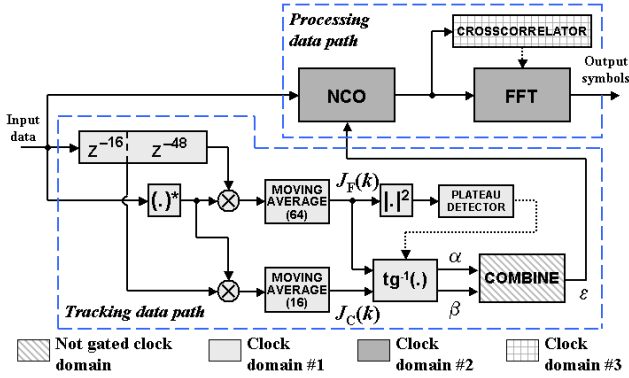 Processing
data path
CROSSCORRELATOR
Output
symbols
NCO
FFT
Input
data
z⁻¹⁶ z⁻⁴⁸
(.)*
MOVING
AVERAGE
(64)
J_F(k)
|.|²
PLATEAU
DETECTOR
MOVING
AVERAGE
(16)
J_C(k)
tg⁻¹(.)
α
β
COMBINE
ε
Tracking data path
Not gated clock
domain
Clock
domain #1
Clock
domain #2
Clock
domain #3